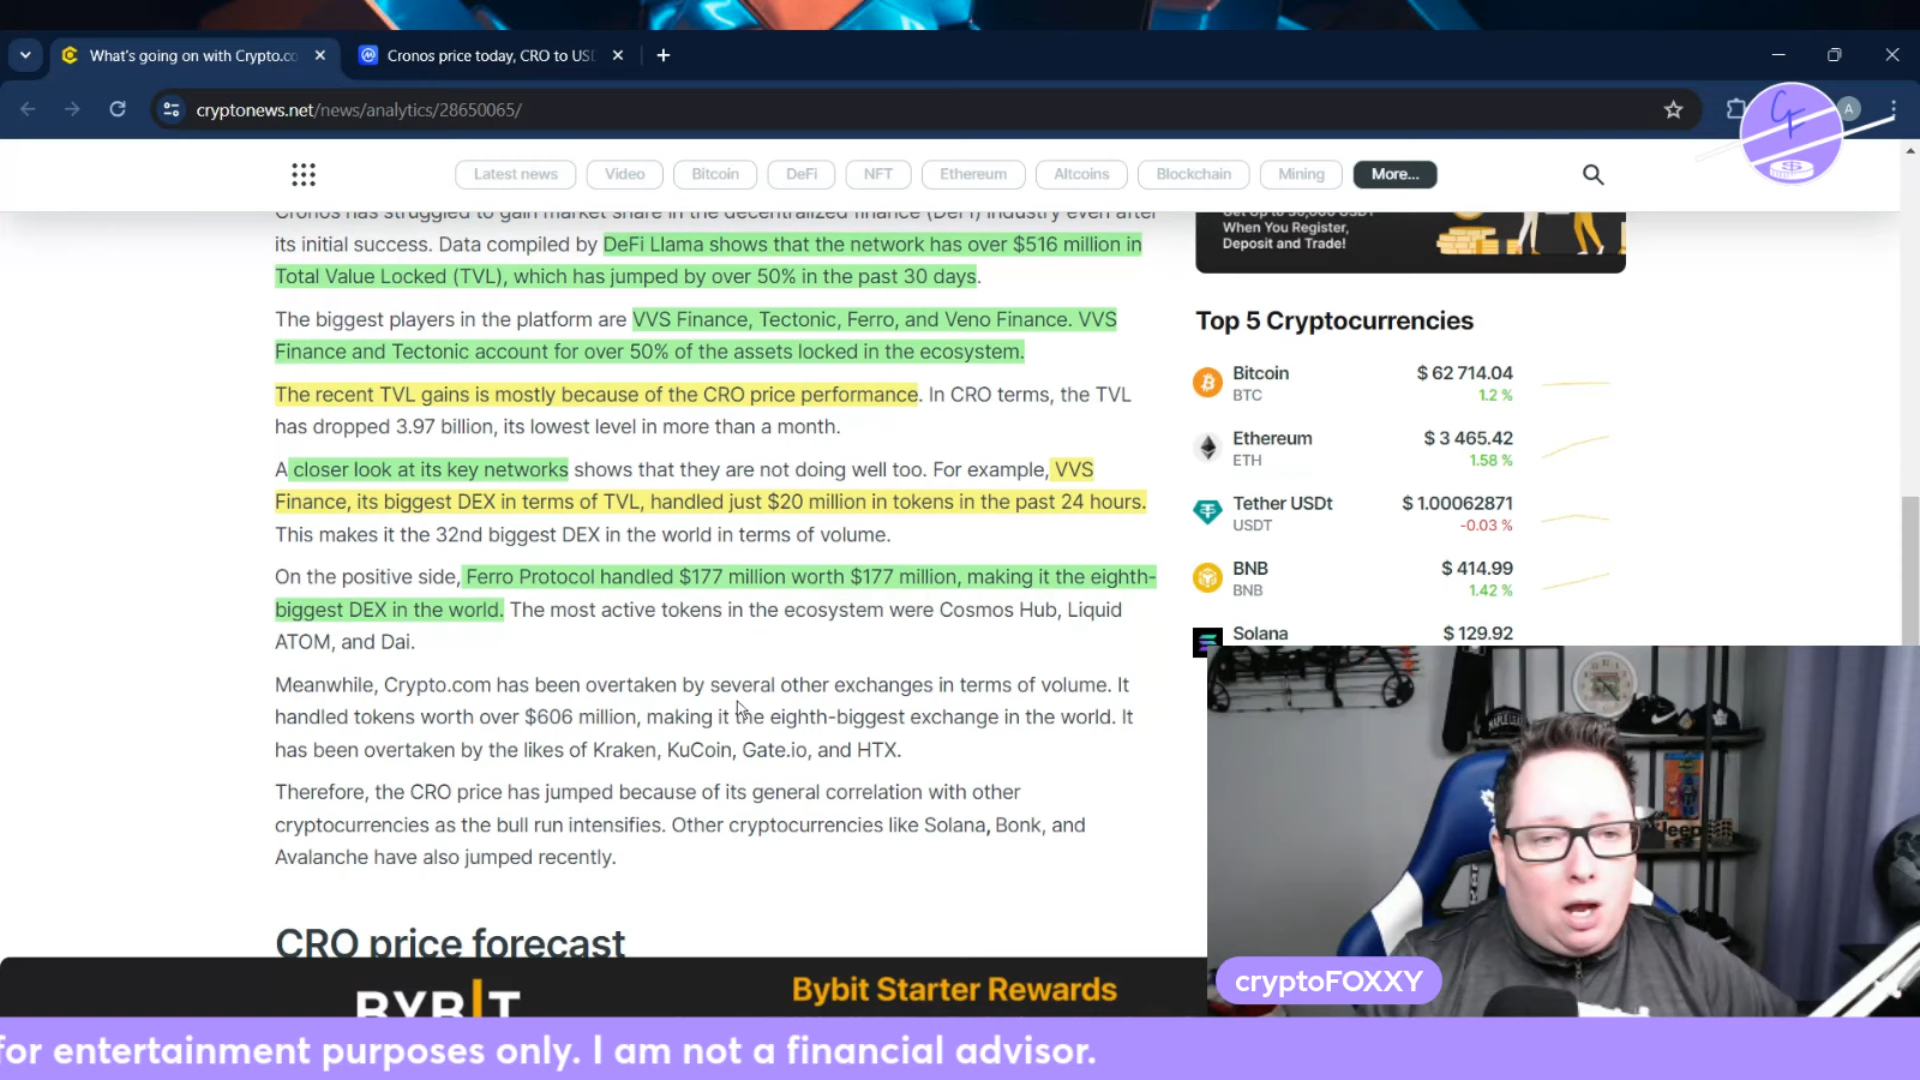 What's going on with Crypto.co
Cronos price today, CRO to USD
cryptonews.net/news/analytics/28650065/
A
Latest news
Video
Bitcoin
DeFi
NFT
Ethereum
Altcoins
Blockchain
Mining
More...
Cronos has struggled to gain market share in the decentralized finance (DeFi) industry even after
its initial success. Data compiled by DeFi Llama shows that the network has over $516 million in
Total Value Locked (TVL), which has jumped by over 50% in the past 30 days.
The biggest players in the platform are VVS Finance, Tectonic, Ferro, and Veno Finance. VVS
Finance and Tectonic account for over 50% of the assets locked in the ecosystem.
The recent TVL gains is mostly because of the CRO price performance. In CRO terms, the TVL
has dropped 3.97 billion, its lowest level in more than a month.
A closer look at its key networks shows that they are not doing well too. For example, VVS
Finance, its biggest DEX in terms of TVL, handled just $20 million in tokens in the past 24 hours.
This makes it the 32nd biggest DEX in the world in terms of volume.
On the positive side, Ferro Protocol handled $177 million worth $177 million, making it the eighth-
biggest DEX in the world. The most active tokens in the ecosystem were Cosmos Hub, Liquid
ATOM, and Dai.
Meanwhile, Crypto.com has been overtaken by several other exchanges in terms of volume. It
handled tokens worth over $606 million, making it the eighth-biggest exchange in the world. It
has been overtaken by the likes of Kraken, KuCoin, Gate.io, and HTX.
Therefore, the CRO price has jumped because of its general correlation with other
cryptocurrencies as the bull run intensifies. Other cryptocurrencies like Solana, Bonk, and
Avalanche have also jumped recently.
CRO price forecast
When You Register,
Deposit and Trade!
Top 5 Cryptocurrencies
Bitcoin $ 62 714.04
BTC 1.2 %
Ethereum $ 3 465.42
ETH 1.58 %
Tether USDt $ 1.00062871
USDT -0.03 %
BNB $ 414.99
BNB 1.42 %
Solana $ 129.92
Jeep
cryptoFOXXY
BYBIT
Bybit Starter Rewards
for entertainment purposes only. I am not a financial advisor.